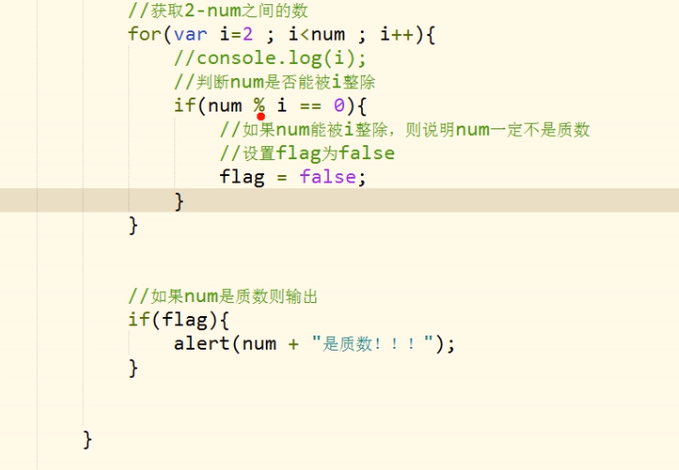 //获取2-num之间的数
for(var i=2 ; i<num ; i++){
//console.log(i);
//判断num是否能被i整除
if(num % i == 0){
//如果num能被i整除，则说明num一定不是质数
//设置flag为false
flag = false;
}
}
//如果num是质数则输出
if(flag){
alert(num + "是质数！！！");
}
}